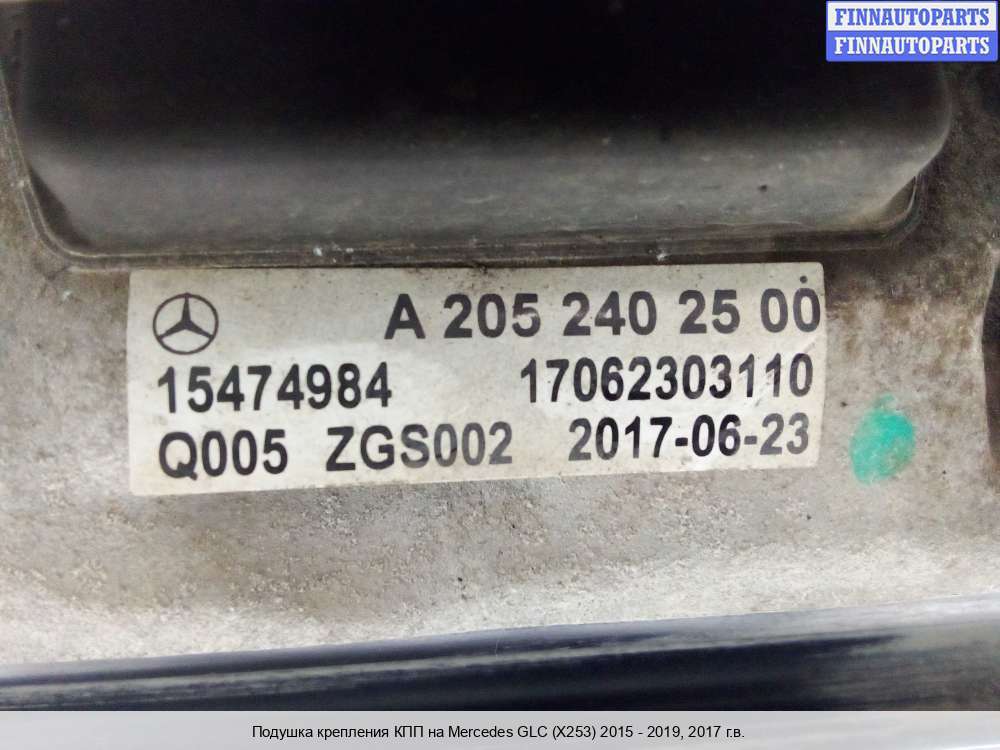 FINNAUTOPARTS
FINNAUTOPARTS
A 205 240 25 00
15474984 17062303110
Q005 ZGS002 2017-06-23
Подушка крепления КПП на Mercedes GLC (X253) 2015 - 2019, 2017 г.в.